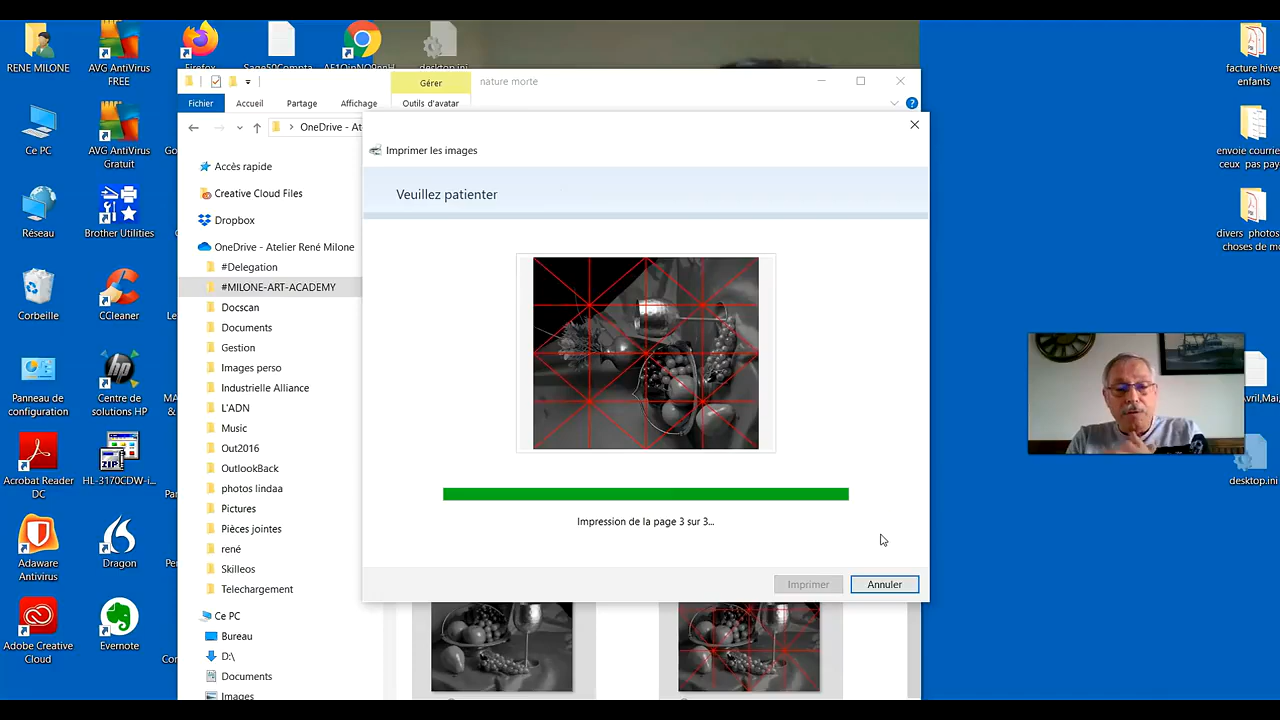 RENE MILONE
AVG AntiVirus
FREE
Firefox
Ce PC
AVG AntiVirus
Gratuit
Réseau
Brother Utilities
Corbeille
CCleaner
Panneau de
configuration
Centre de
solutions HP
Acrobat Reader
DC
HL-3170CDW-i...
Adaware
Antivirus
Dragon
Adobe Creative
Cloud
Evernote
Gérer
nature morte
Fichier
Accueil
Partage
Affichage
Outils d'avatar
OneDrive - At
Accès rapide
Creative Cloud Files
Dropbox
OneDrive - Atelier René Milone
#Delegation
#MILONE-ART-ACADEMY
Docscan
Documents
Gestion
Images perso
Industrielle Alliance
L'ADN
Music
Out2016
OutlookBack
photos lindaa
Pictures
Pièces jointes
rené
Skilleos
Telechargement
Ce PC
Bureau
D:\
Documents
Images
Imprimer les images
Veuillez patienter
Impression de la page 3 sur 3...
Imprimer
Annuler
facture hiver
enfants
envoie courrie
ceux pas pay
divers photos
choses de mo
Avril,Mai,
desktop.ini